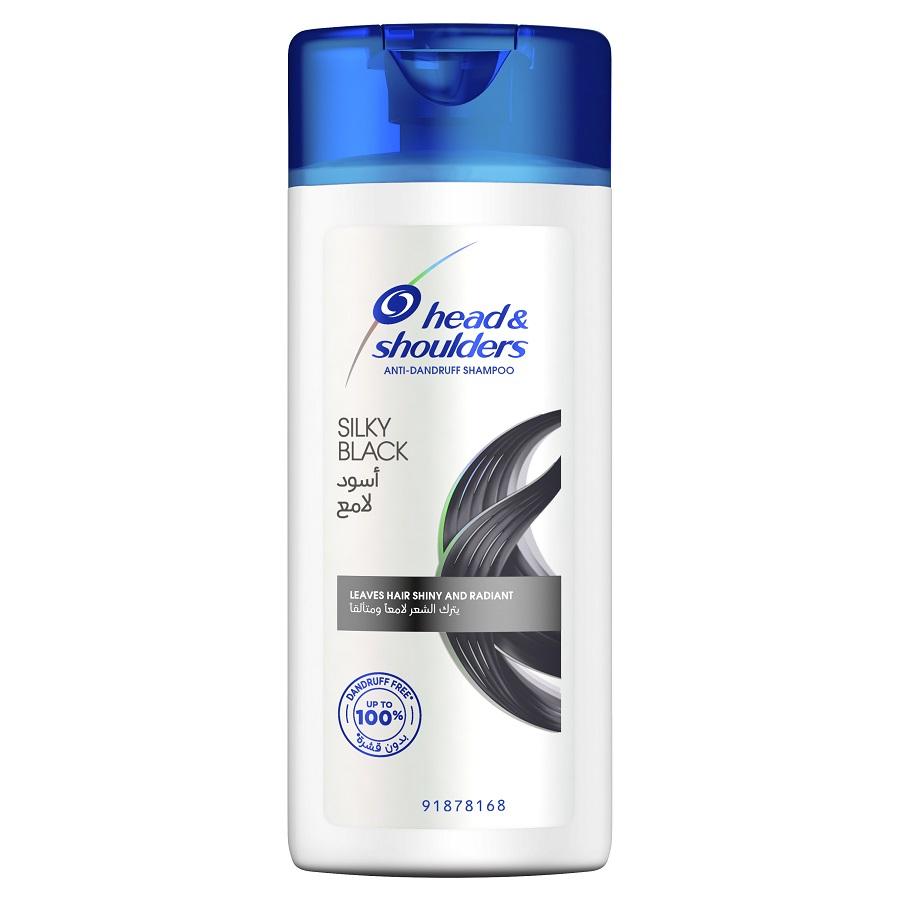 head &
shoulders
ANTI-DANDRUFF SHAMPOO
SILKY
BLACK
أسود
لامع
LEAVES HAIR SHINY AND RADIANT
يترك الشعر لامعاً ومتألقاً
DANDRUFF FREE*
UP TO
100%
بدون قشرة*
91878168